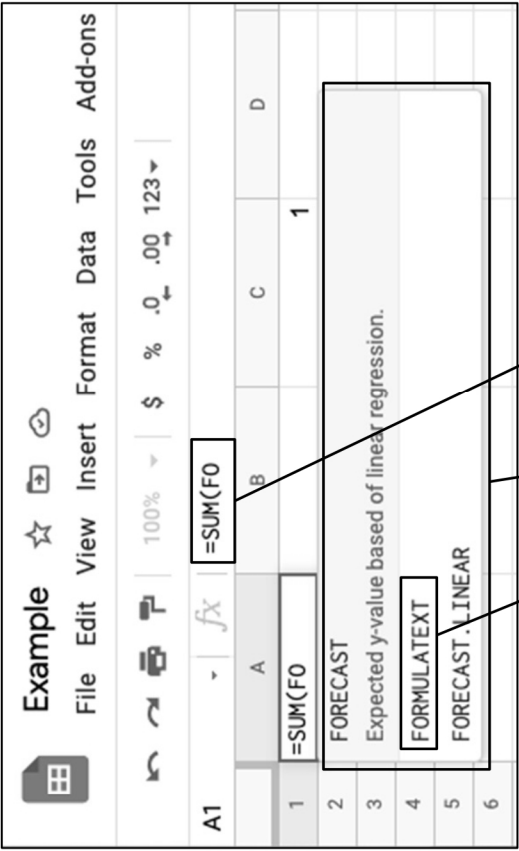 Example
File Edit View Insert Format Data Tools Add-ons
100% $ % .0 .00 123
A1 fx =SUM(FO
A B C D
1 =SUM(FO 1
2 FORECAST
3 Expected y-value based of linear regression.
4 FORMULATEXT
5 FORECAST.LINEAR
6